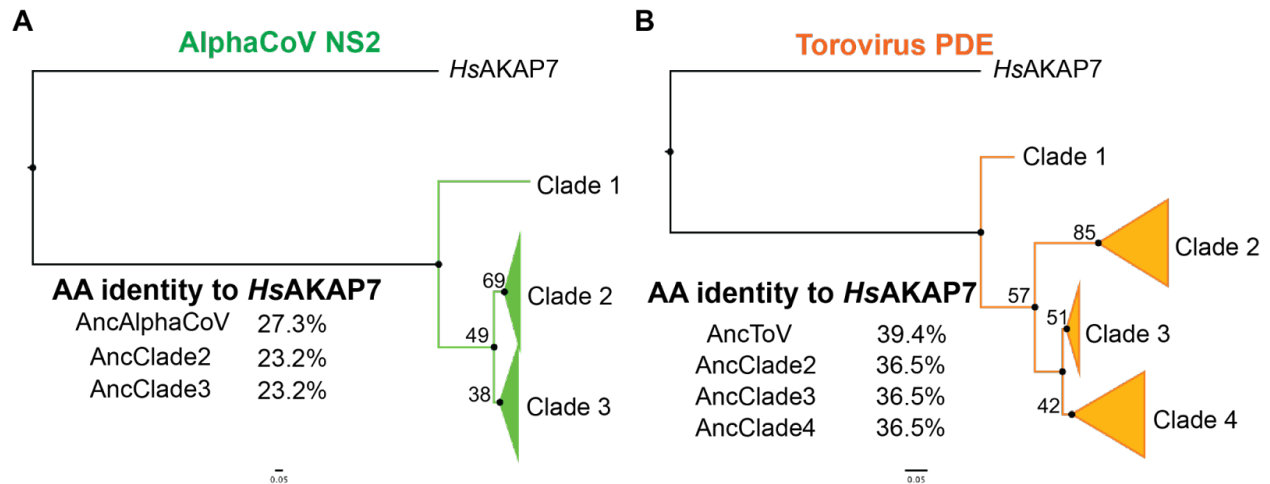 A
AlphaCoV NS2
HsAKAP7
Clade 1
69
Clade 2
49
38
Clade 3
AA identity to HsAKAP7
AncAlphaCoV 27.3%
AncClade2 23.2%
AncClade3 23.2%
0.05
B
Torovirus PDE
HsAKAP7
Clade 1
85
Clade 2
57
51
Clade 3
42
Clade 4
AA identity to HsAKAP7
AncToV 39.4%
AncClade2 36.5%
AncClade3 36.5%
AncClade4 36.5%
0.05